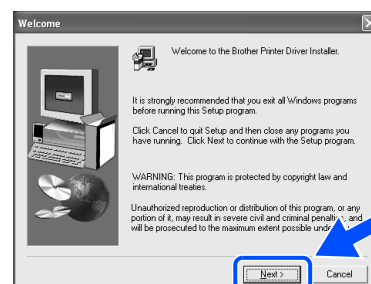 Welcome
Welcome to the Brother Printer Driver Installer.
It is strongly recommended that you exit all Windows programs
before running this Setup program.
Click Cancel to quit Setup and then close any programs you
have running. Click Next to continue with the Setup program.
WARNING: This program is protected by copyright law and
international treaties.
Unauthorized reproduction or distribution of this program, or any
portion of it, may result in severe civil and criminal penalties, and
will be prosecuted to the maximum extent possible under
Next >
Cancel